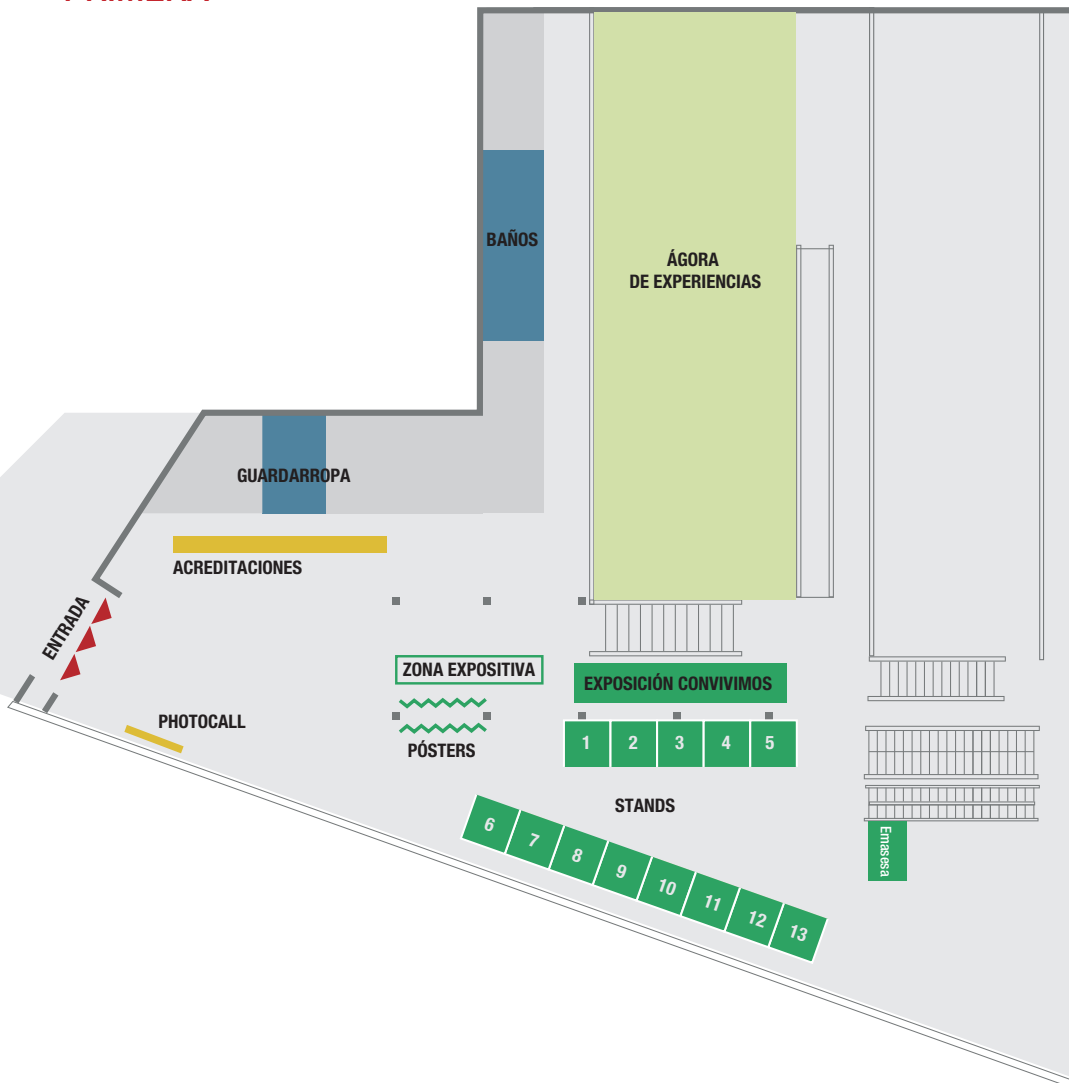 BAÑOS
ÁGORA
DE EXPERIENCIAS
GUARDARROPA
ACREDITACIONES
ENTRADA
ZONA EXPOSITIVA
EXPOSICIÓN CONVIVIMOS
PHOTOCALL
PÓSTERS
1 2 3 4 5
STANDS
6 7 8 9 10 11 12 13
Emasesa